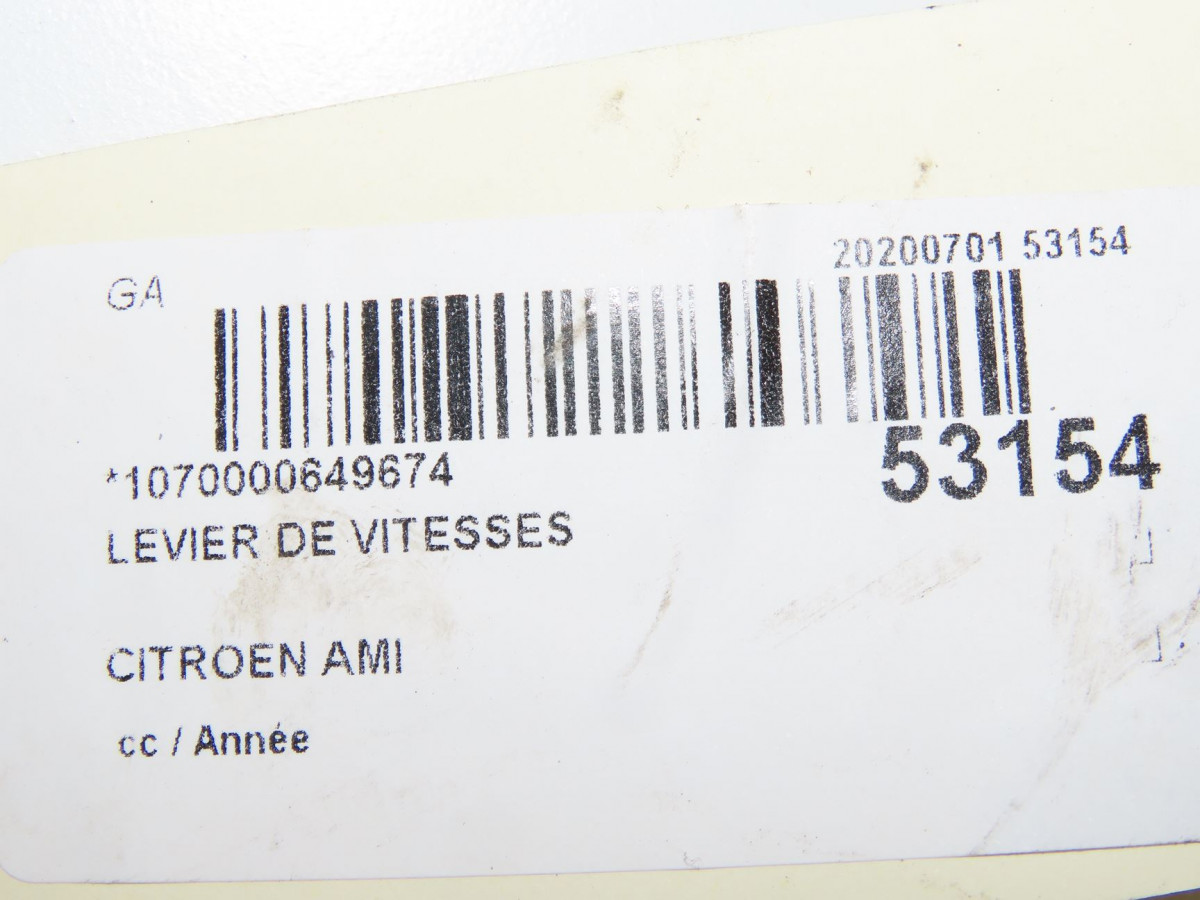 20200701 53154
GA
53154
*1070000649674
LEVIER DE VITESSES
CITROEN AMI
cc / Année